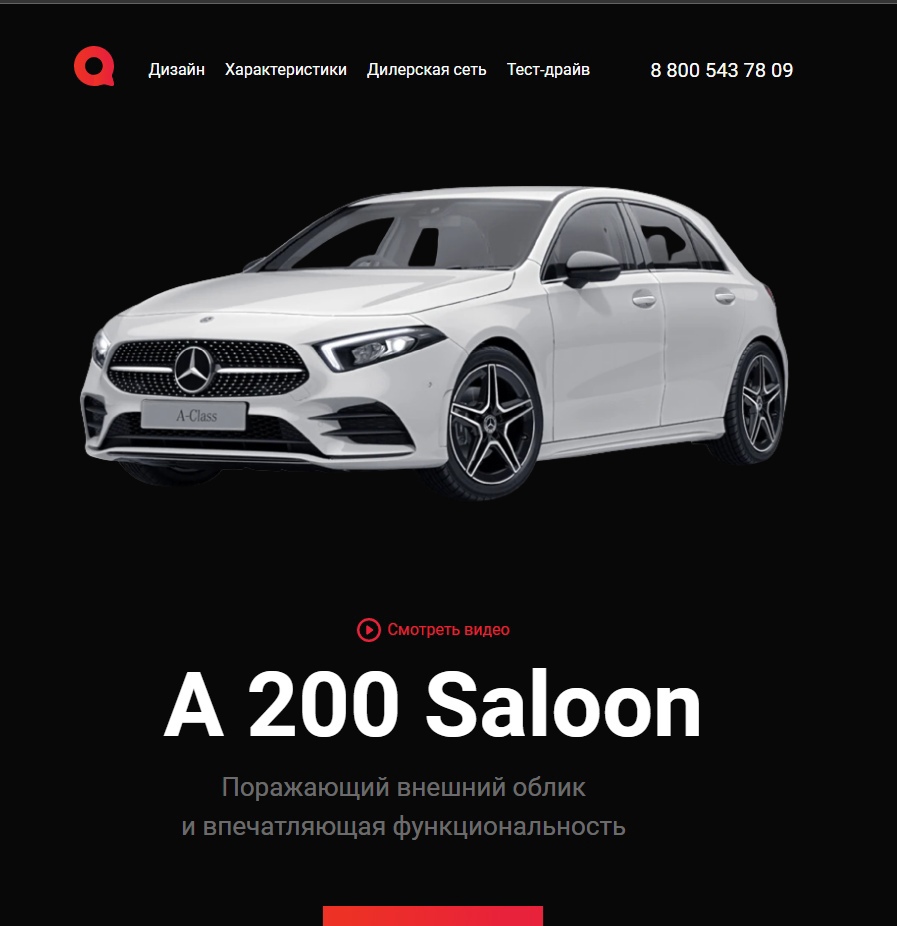 Дизайн Характеристики Дилерская сеть Тест-драйв 8 800 543 78 09
A-Class
Смотреть видео
A 200 Saloon
Поражающий внешний облик
и впечатляющая функциональность